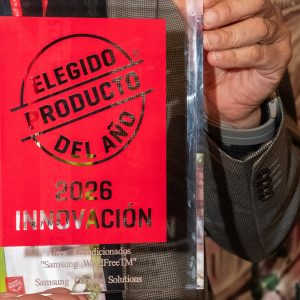 ELEGIDO
PRODUCTO
DEL AÑO
2026
INNOVACIÓN
"Samsung WindFreeTM"
Samsung Solutions